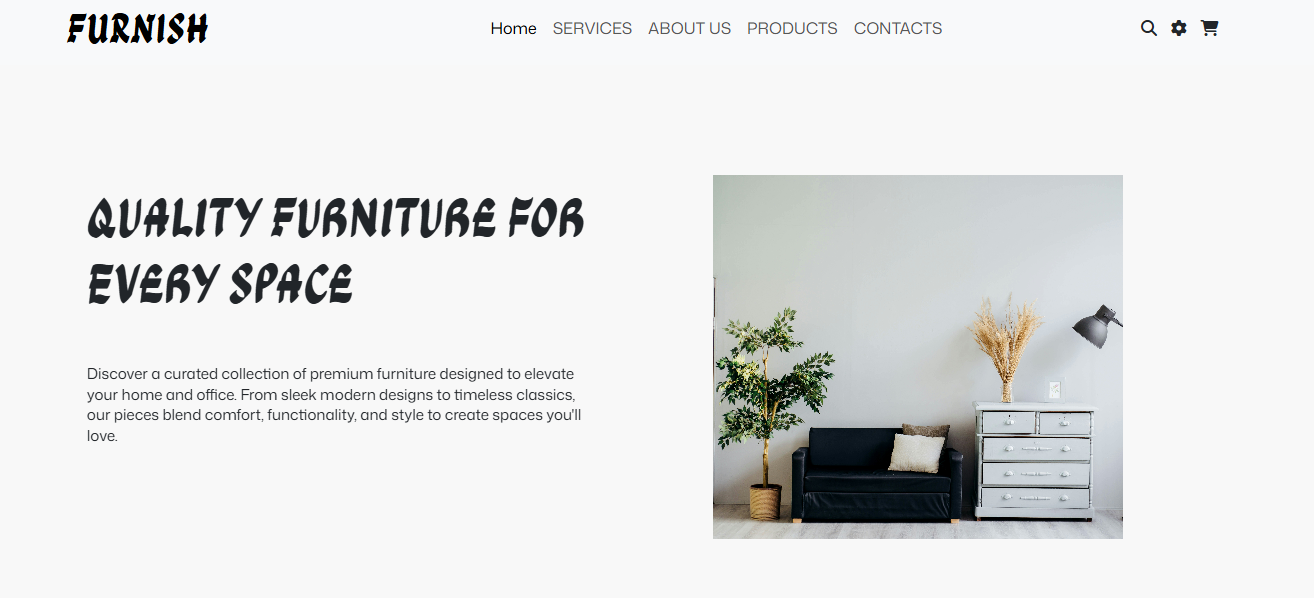 FURNISH
Home SERVICES ABOUT US PRODUCTS CONTACTS
QUALITY FURNITURE FOR
EVERY SPACE
Discover a curated collection of premium furniture designed to elevate
your home and office. From sleek modern designs to timeless classics,
our pieces blend comfort, functionality, and style to create spaces you'll
love.